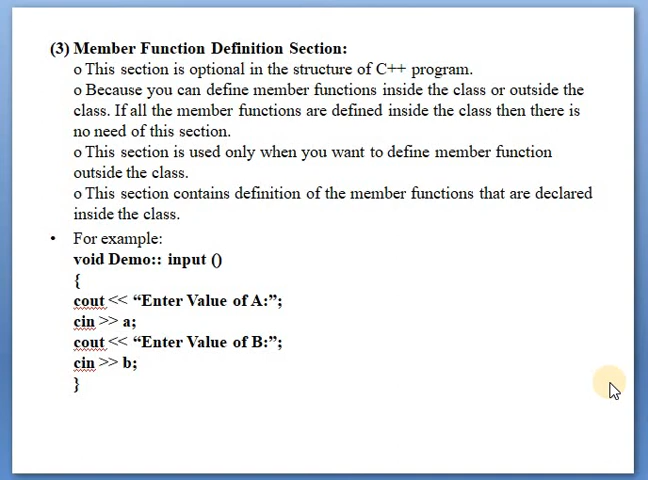 (3) Member Function Definition Section:
o This section is optional in the structure of C++ program.
o Because you can define member functions inside the class or outside the
class. If all the member functions are defined inside the class then there is
no need of this section.
o This section is used only when you want to define member function
outside the class.
o This section contains definition of the member functions that are declared
inside the class.
• For example:
void Demo:: input ()
{
cout << “Enter Value of A:”;
cin >> a;
cout << “Enter Value of B:”;
cin >> b;
}